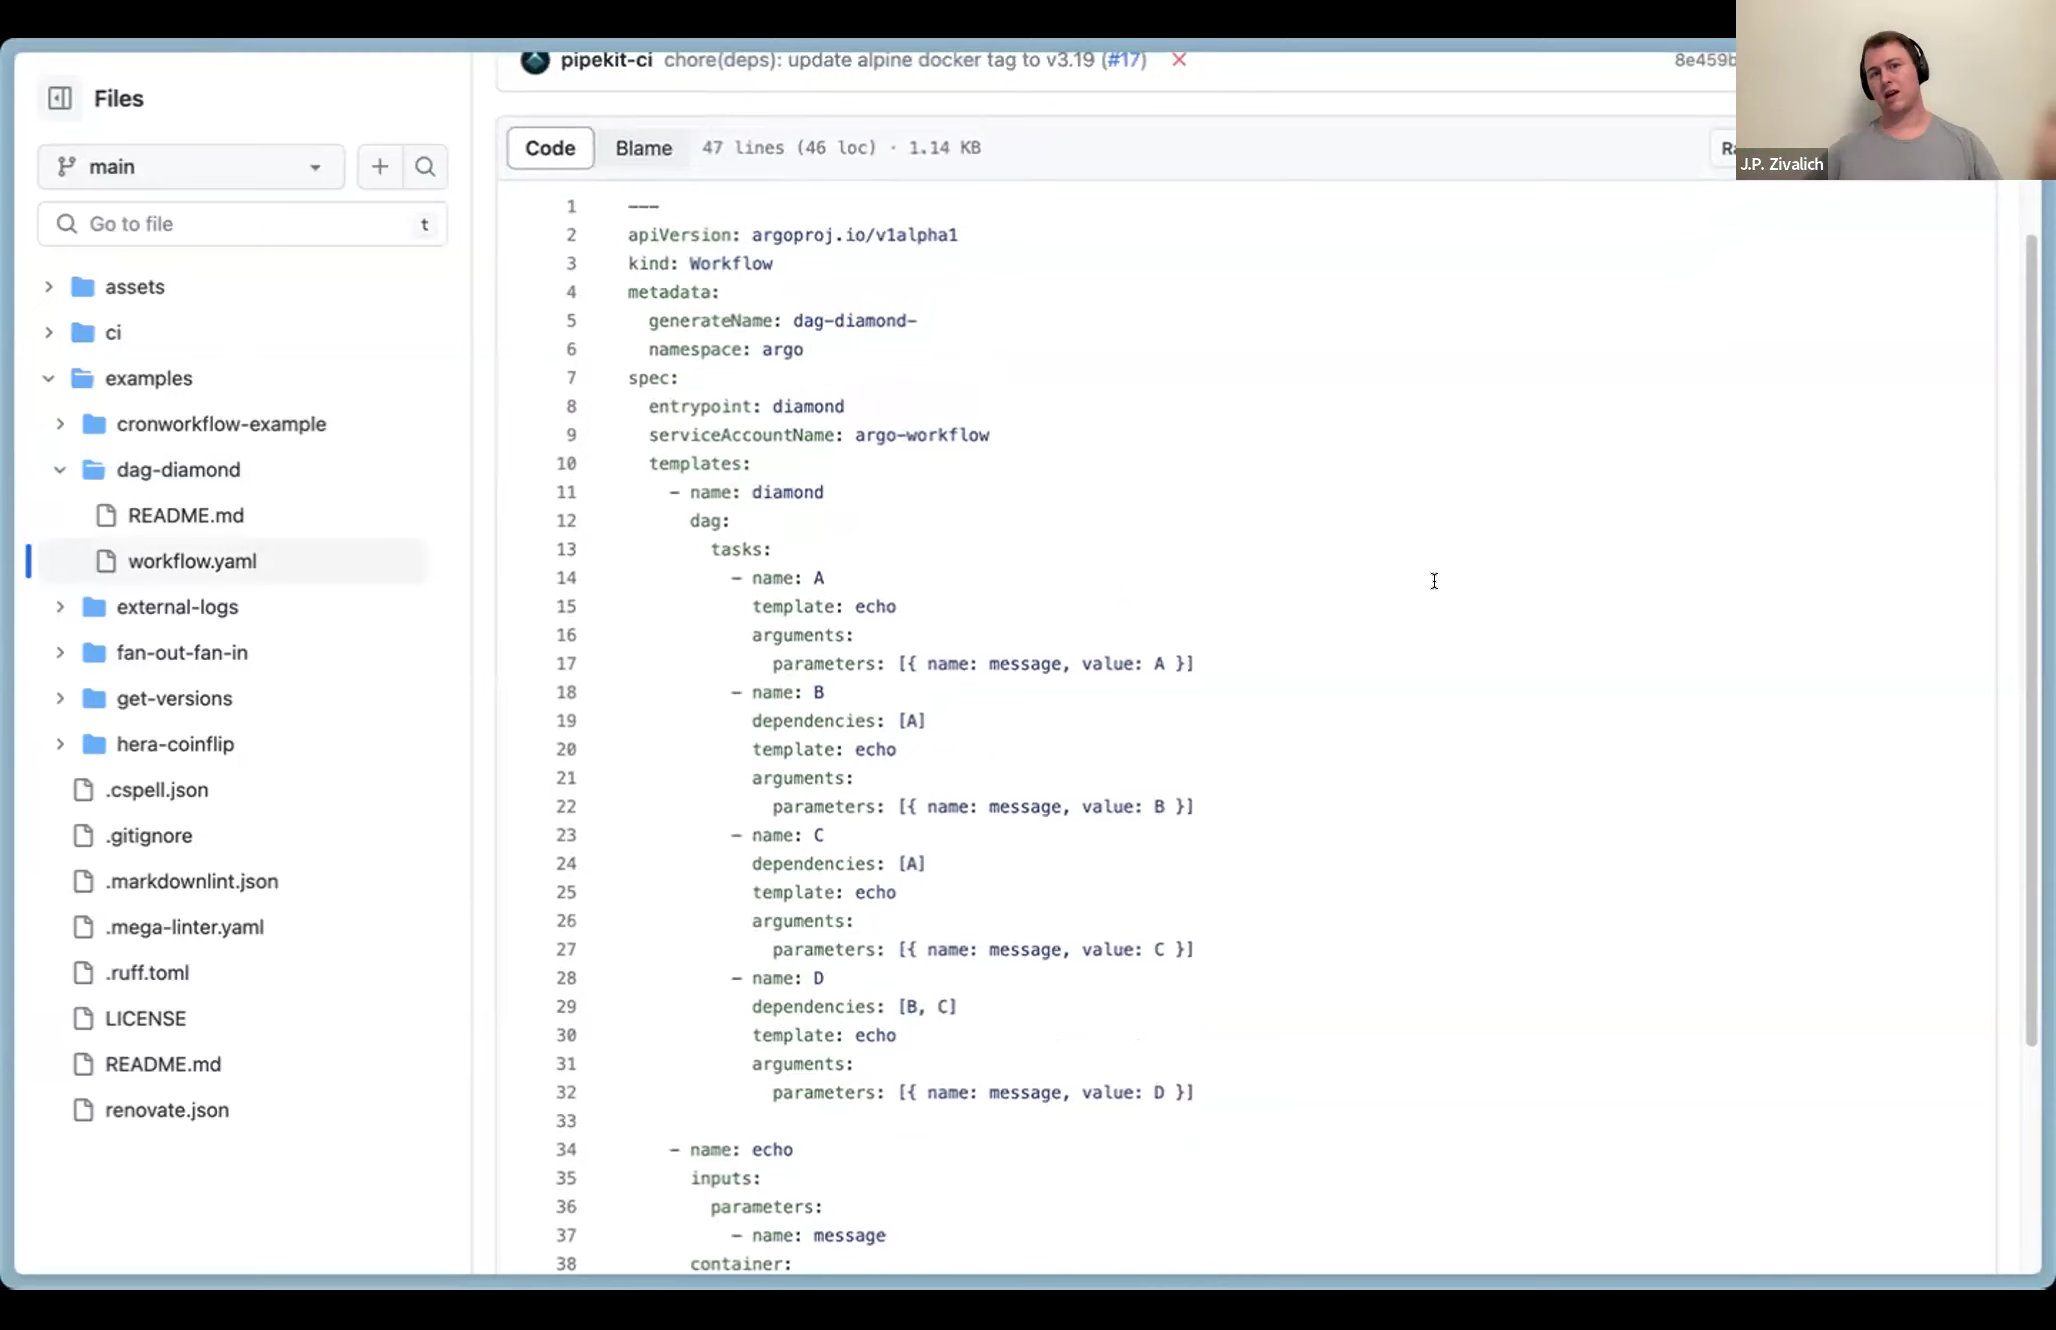 pipekit-ci chore(deps): update alpine docker tag to v3.19 (#17)
8e459b
J.P. Zivalich
Files
main
Go to file
t
assets
ci
examples
cronworkflow-example
dag-diamond
README.md
workflow.yaml
external-logs
fan-out-fan-in
get-versions
hera-coinflip
.cspell.json
.gitignore
.markdownlint.json
.mega-linter.yaml
.ruff.toml
LICENSE
README.md
renovate.json
Code Blame 47 lines (46 loc) · 1.14 KB
1 ---
2 apiVersion: argoproj.io/v1alpha1
3 kind: Workflow
4 metadata:
5 generateName: dag-diamond-
6 namespace: argo
7 spec:
8 entrypoint: diamond
9 serviceAccountName: argo-workflow
10 templates:
11 - name: diamond
12 dag:
13 tasks:
14 - name: A
15 template: echo
16 arguments:
17 parameters: [{ name: message, value: A }]
18 - name: B
19 dependencies: [A]
20 template: echo
21 arguments:
22 parameters: [{ name: message, value: B }]
23 - name: C
24 dependencies: [A]
25 template: echo
26 arguments:
27 parameters: [{ name: message, value: C }]
28 - name: D
29 dependencies: [B, C]
30 template: echo
31 arguments:
32 parameters: [{ name: message, value: D }]
33
34 - name: echo
35 inputs:
36 parameters:
37 - name: message
38 container: